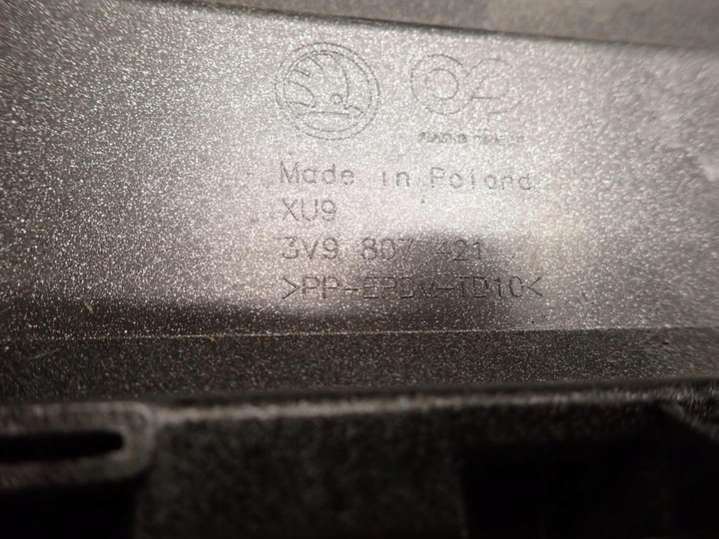 Made in Poland
XU9
3V9 807 421
>PP-EPDM-TD10<